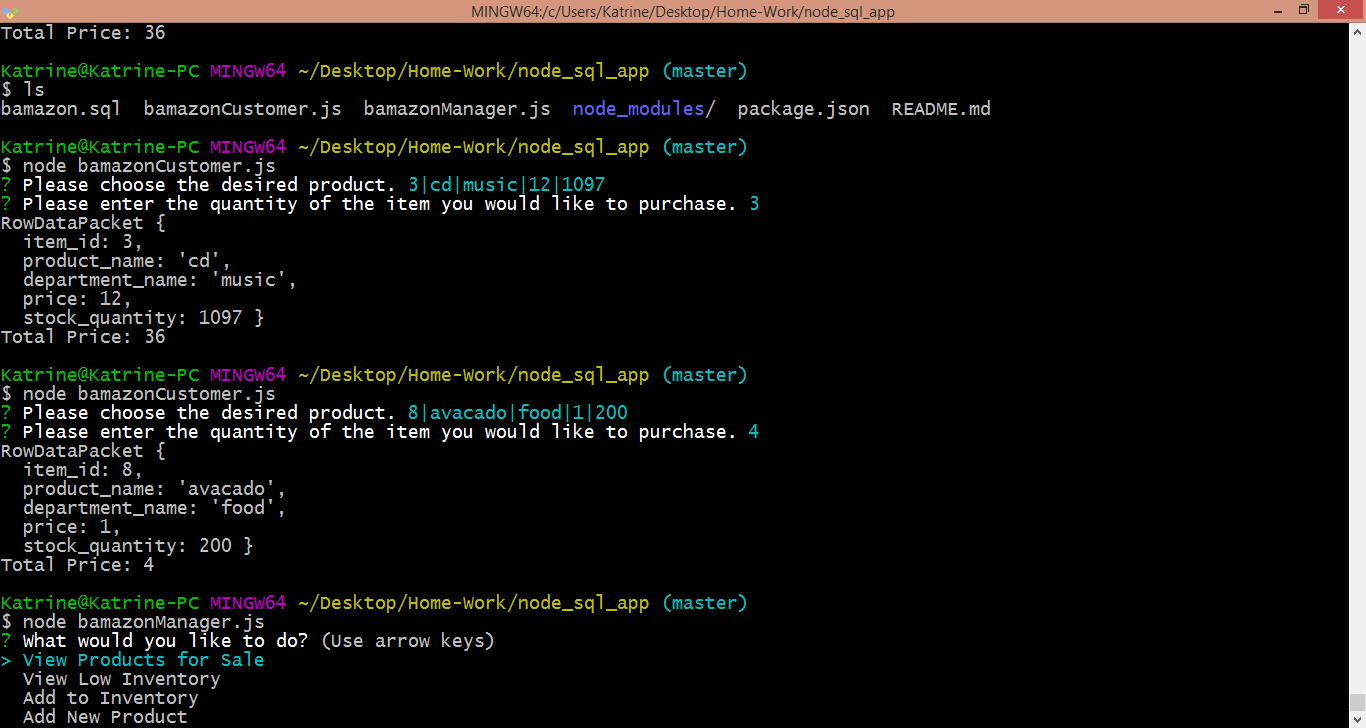 MINGW64:/c/Users/Katrine/Desktop/Home-Work/node_sql_app
Total Price: 36
Katrine@Katrine-PC MINGW64 ~/Desktop/Home-Work/node_sql_app (master)
$ ls
bamazon.sql  bamazonCustomer.js  bamazonManager.js  node_modules/  package.json  README.md
Katrine@Katrine-PC MINGW64 ~/Desktop/Home-Work/node_sql_app (master)
$ node bamazonCustomer.js
? Please choose the desired product. 3|cd|music|12|1097
? Please enter the quantity of the item you would like to purchase. 3
RowDataPacket {
  item_id: 3,
  product_name: 'cd',
  department_name: 'music',
  price: 12,
  stock_quantity: 1097 }
Total Price: 36
Katrine@Katrine-PC MINGW64 ~/Desktop/Home-Work/node_sql_app (master)
$ node bamazonCustomer.js
? Please choose the desired product. 8|avacado|food|1|200
? Please enter the quantity of the item you would like to purchase. 4
RowDataPacket {
  item_id: 8,
  product_name: 'avacado',
  department_name: 'food',
  price: 1,
  stock_quantity: 200 }
Total Price: 4
Katrine@Katrine-PC MINGW64 ~/Desktop/Home-Work/node_sql_app (master)
$ node bamazonManager.js
? What would you like to do? (Use arrow keys)
> View Products for Sale
  View Low Inventory
  Add to Inventory
  Add New Product